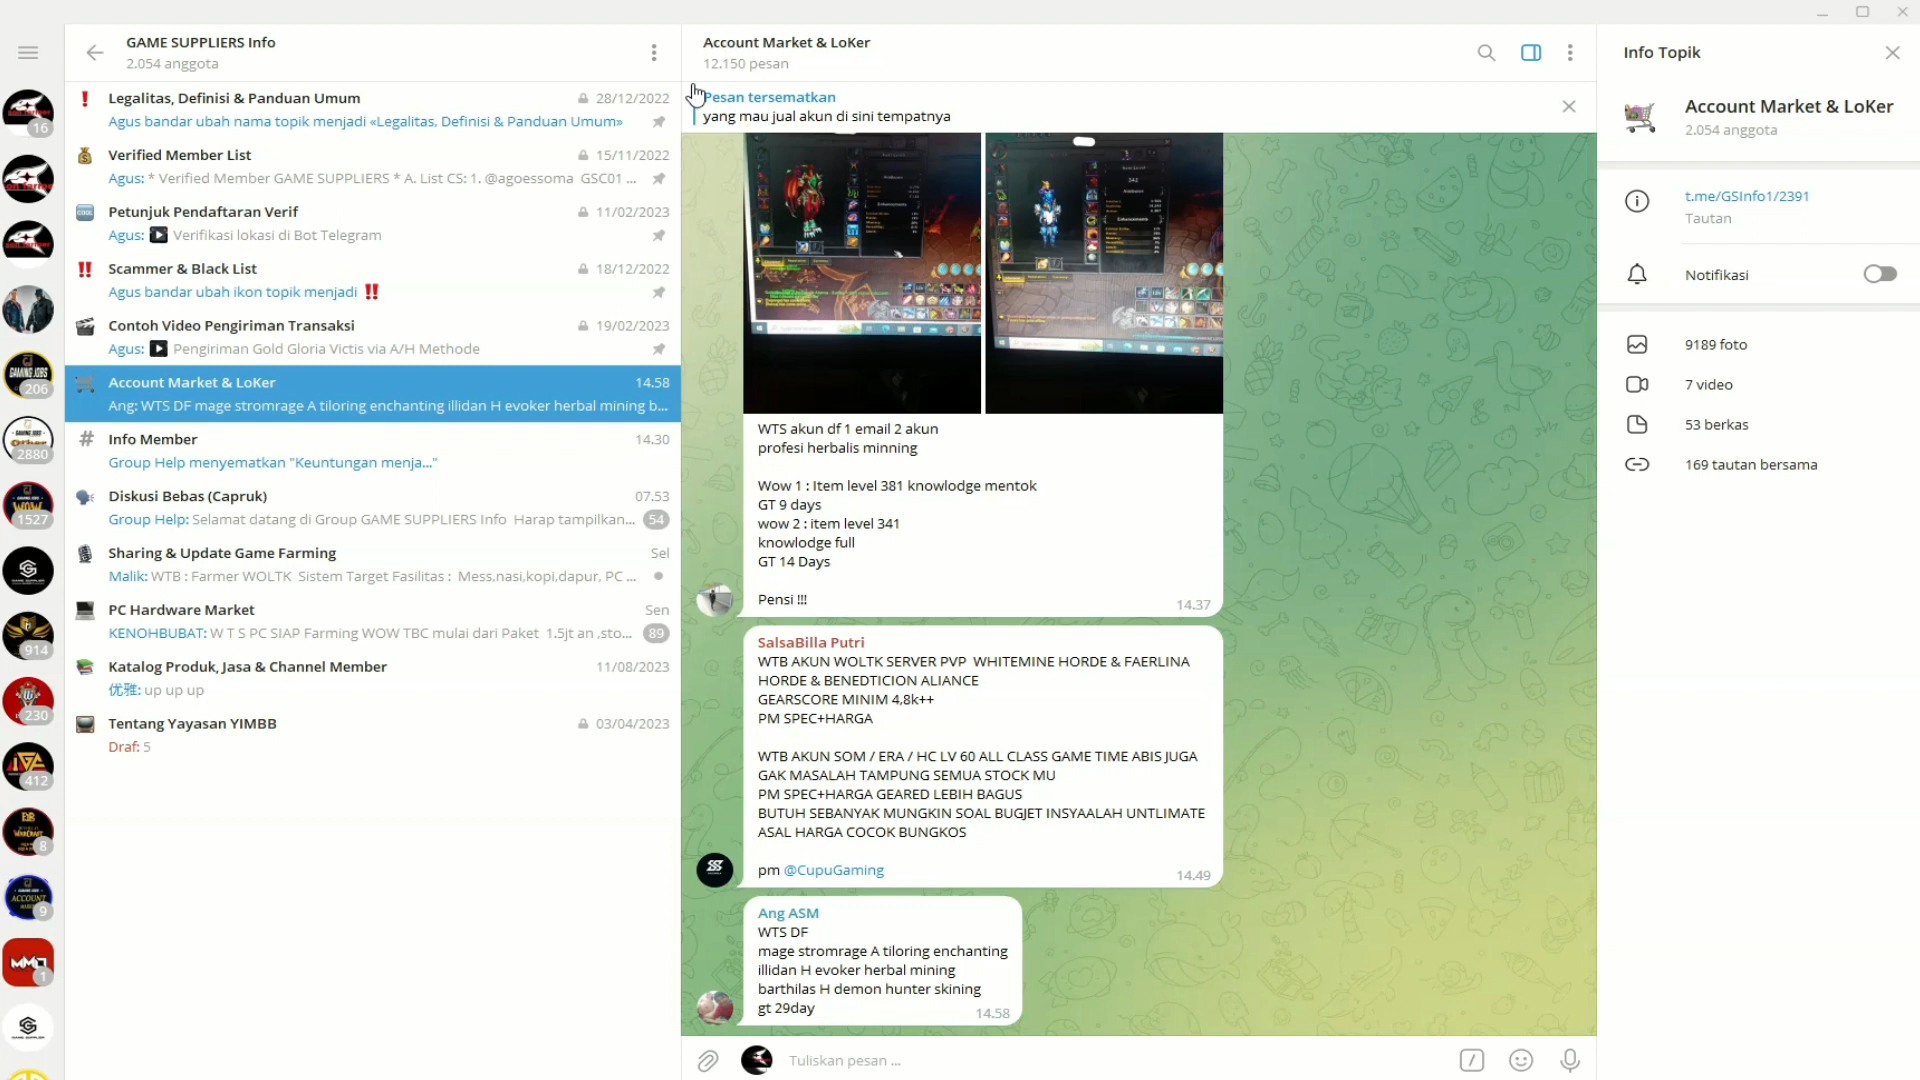 GAME SUPPLIERS Info
2.054 anggota
Legalitas, Definisi & Panduan Umum
28/12/2022
Agus bandar ubah nama topik menjadi «Legalitas, Definisi & Panduan Umum»
Verified Member List
15/11/2022
Agus: * Verified Member GAME SUPPLIERS * A. List CS: 1. @agoessoma GSC01 ...
COOL
Petunjuk Pendaftaran Verif
11/02/2023
Agus: Verifikasi lokasi di Bot Telegram
Scammer & Black List
18/12/2022
Agus bandar ubah ikon topik menjadi ‼
Contoh Video Pengiriman Transaksi
19/02/2023
Agus: Pengiriman Gold Gloria Victis via A/H Methode
Account Market & LoKer
14.58
Ang: WTS DF mage stromrage A tiloring enchanting illidan H evoker herbal mining b...
# Info Member
14.30
Group Help menyematkan "Keuntungan menja..."
Diskusi Bebas (Capruk)
07.53
Group Help: Selamat datang di Group GAME SUPPLIERS Info Harap tampilkan...
54
Sharing & Update Game Farming
Sel
Malik: WTB : Farmer WOLTK Sistem Target Fasilitas : Mess,nasi,kopi,dapur, PC ...
PC Hardware Market
Sen
KENOHBUBAT: W T S PC SIAP Farming WOW TBC mulai dari Paket 1.5jt an ,sto...
89
Katalog Produk, Jasa & Channel Member
11/08/2023
优雅: up up up
Tentang Yayasan YIMBB
03/04/2023
Draf: 5
16
GAMING JOBS
206
2880
WOW
1527
914
230
412
8
ACCOUNT
9
MMO
1
Account Market & LoKer
12.150 pesan
Pesan tersematkan
yang mau jual akun di sini tempatnya
WTS akun df 1 email 2 akun
profesi herbalis minning
Wow 1 : Item level 381 knowlodge mentok
GT 9 days
wow 2 : item level 341
knowlodge full
GT 14 Days
Pensi !!!
14.37
SalsaBilla Putri
WTB AKUN WOLTK SERVER PVP WHITEMINE HORDE & FAERLINA
HORDE & BENEDTICION ALIANCE
GEARSCORE MINIM 4,8k++
PM SPEC+HARGA
WTB AKUN SOM / ERA / HC LV 60 ALL CLASS GAME TIME ABIS JUGA
GAK MASALAH TAMPUNG SEMUA STOCK MU
PM SPEC+HARGA GEARED LEBIH BAGUS
BUTUH SEBANYAK MUNGKIN SOAL BUGJET INSYAALAH UNTLIMATE
ASAL HARGA COCOK BUNGKOS
pm @CupuGaming
14.49
Ang ASM
WTS DF
mage stromrage A tiloring enchanting
illidan H evoker herbal mining
barthilas H demon hunter skining
gt 29day
14.58
Tuliskan pesan ...
Info Topik
Account Market & LoKer
2.054 anggota
t.me/GSInfo1/2391
Tautan
Notifikasi
9189 foto
7 video
53 berkas
169 tautan bersama